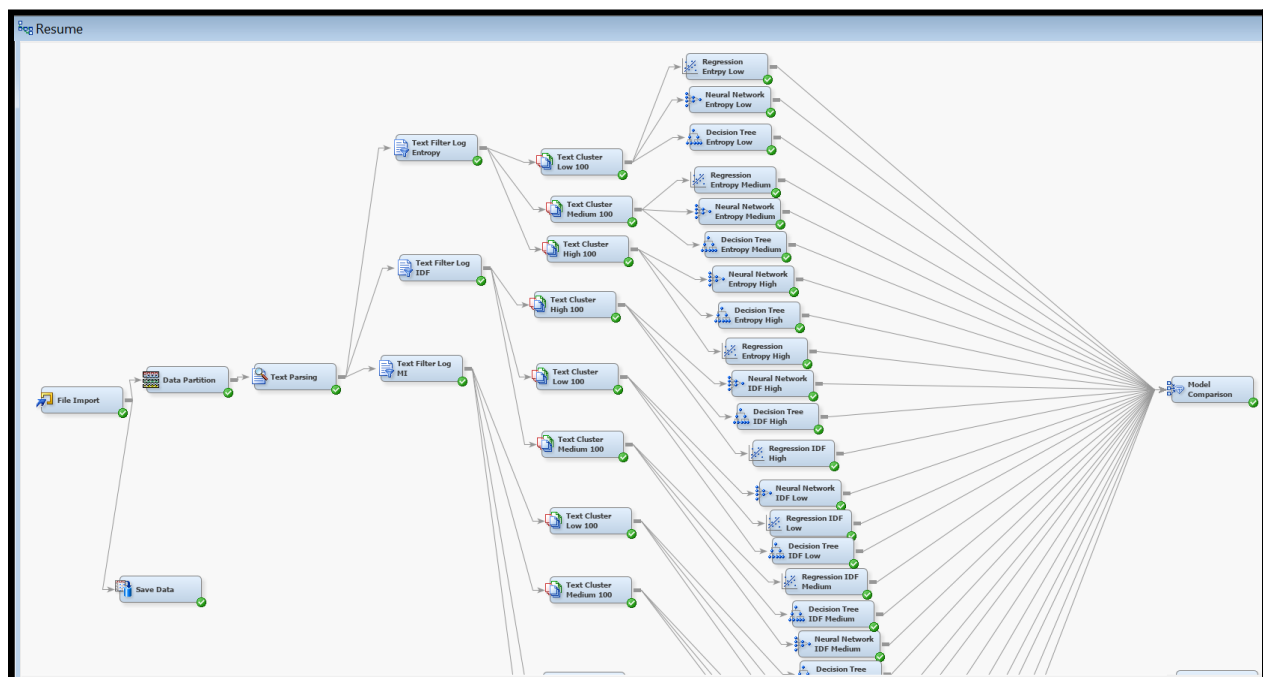 Resume
Regression
Entrpy Low
Neural Network
Entropy Low
Decision Tree
Entropy Low
Text Filter Log
Entropy
Text Cluster
Low 100
Regression
Entropy Medium
Text Cluster
Medium 100
Neural Network
Entropy Medium
Decision Tree
Entropy Medium
Text Cluster
High 100
Text Filter Log
IDF
Neural Network
Entropy High
Text Cluster
High 100
Decision Tree
Entropy High
Regression
Entropy High
Text Filter Log
MI
Text Cluster
Low 100
Neural Network
IDF High
Data Partition
Text Parsing
Model
Comparison
File Import
Decision Tree
IDF High
Text Cluster
Medium 100
Regression IDF
High
Neural Network
IDF Low
Text Cluster
Low 100
Regression IDF
Low
Decision Tree
IDF Low
Regression IDF
Medium
Text Cluster
Medium 100
Save Data
Decision Tree
IDF Medium
Neural Network
IDF Medium
Decision Tree